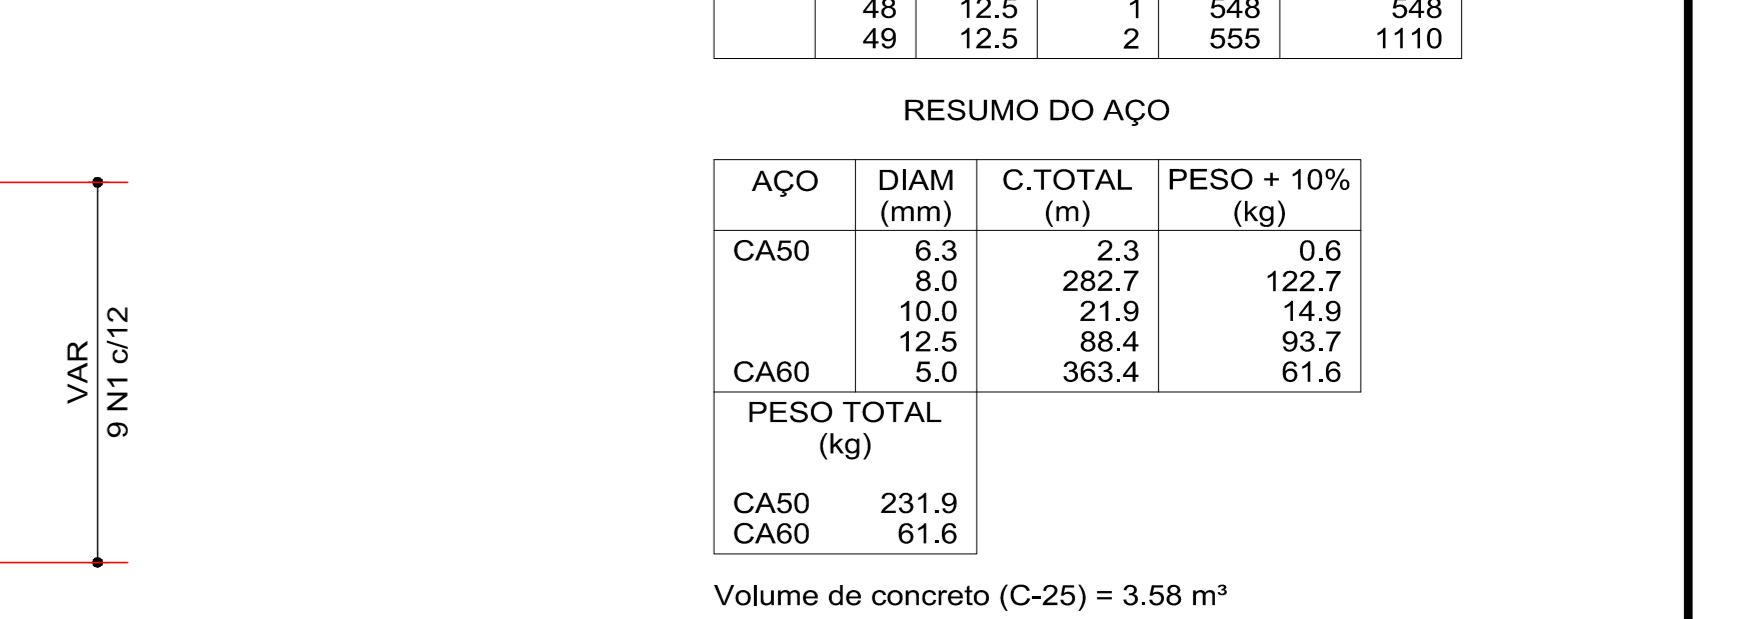 48 12.5 1 548 548
49 12.5 2 555 1110
RESUMO DO AÇO
AÇO DIAM C.TOTAL PESO + 10%
(mm) (m) (kg)
CA50 6.3 2.3 0.6
8.0 282.7 122.7
10.0 21.9 14.9
12.5 88.4 93.7
CA60 5.0 363.4 61.6
PESO TOTAL
(kg)
CA50 231.9
CA60 61.6
Volume de concreto (C-25) = 3.58 m³
VAR
9 N1 c/12